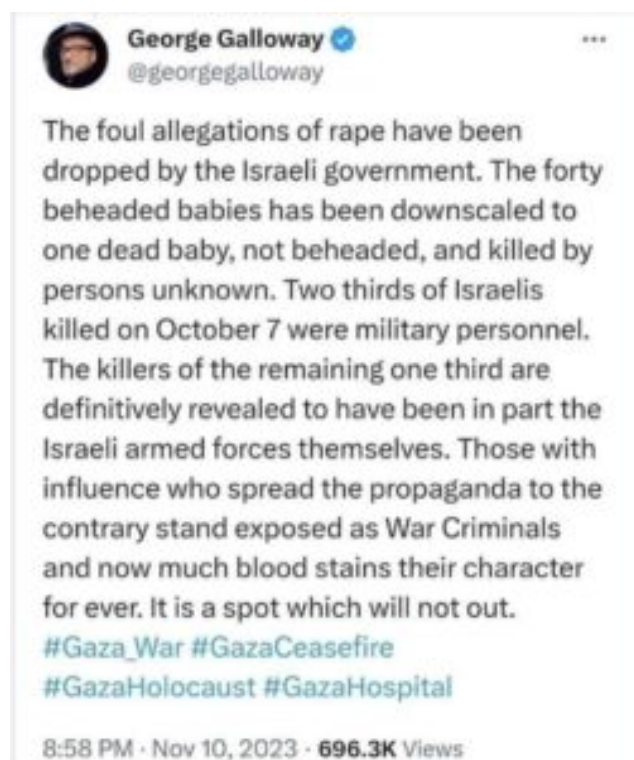 George Galloway
@georgegalloway
The foul allegations of rape have been
dropped by the Israeli government. The forty
beheaded babies has been downscaled to
one dead baby, not beheaded, and killed by
persons unknown. Two thirds of Israelis
killed on October 7 were military personnel.
The killers of the remaining one third are
definitively revealed to have been in part the
Israeli armed forces themselves. Those with
influence who spread the propaganda to the
contrary stand exposed as War Criminals
and now much blood stains their character
for ever. It is a spot which will not out.
#Gaza_War #GazaCeasefire
#GazaHolocaust #GazaHospital
8:58 PM · Nov 10, 2023 · 696.3K Views